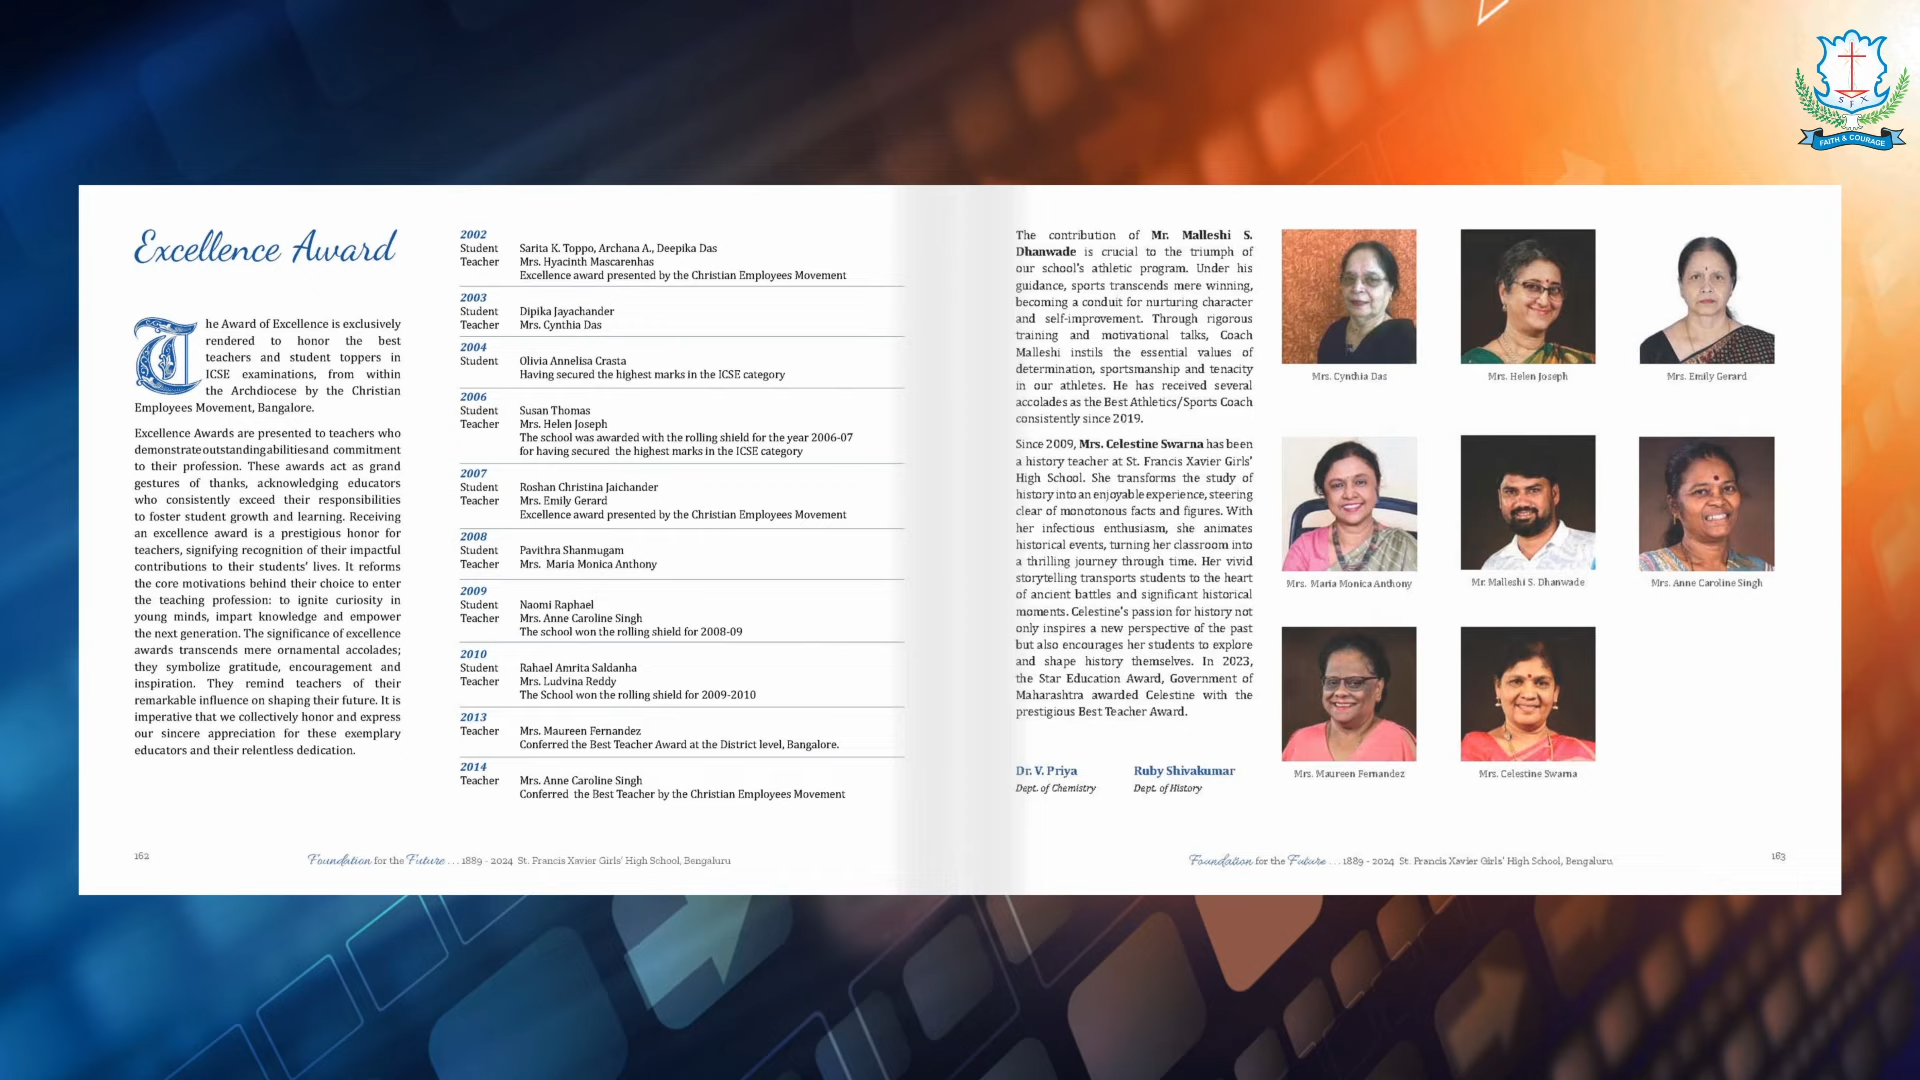 S F X
FAITH & COURAGE
Excellence Award
The Award of Excellence is exclusively
rendered to honor the best
teachers and student toppers in
ICSE examinations, from within
the Archdiocese by the Christian
Employees Movement, Bangalore.
Excellence Awards are presented to teachers who
demonstrate outstanding abilities and commitment
to their profession. These awards act as grand
gestures of thanks, acknowledging educators
who consistently exceed their responsibilities
to foster student growth and learning. Receiving
an excellence award is a prestigious honor for
teachers, signifying recognition of their impactful
contributions to their students' lives. It reforms
the core motivations behind their choice to enter
the teaching profession: to ignite curiosity in
young minds, impart knowledge and empower
the next generation. The significance of excellence
awards transcends mere ornamental accolades;
they symbolize gratitude, encouragement and
inspiration. They remind teachers of their
remarkable influence on shaping their future. It is
imperative that we collectively honor and express
our sincere appreciation for these exemplary
educators and their relentless dedication.
2002
Student Sarita K. Toppo, Archana A., Deepika Das
Teacher Mrs. Hyacinth Mascarenhas
Excellence award presented by the Christian Employees Movement
2003
Student Dipika Jayachander
Teacher Mrs. Cynthia Das
2004
Student Olivia Annelisa Crasta
Having secured the highest marks in the ICSE category
2006
Student Susan Thomas
Teacher Mrs. Helen Joseph
The school was awarded with the rolling shield for the year 2006-07
for having secured the highest marks in the ICSE category
2007
Student Roshan Christina Jaichander
Teacher Mrs. Emily Gerard
Excellence award presented by the Christian Employees Movement
2008
Student Pavithra Shanmugam
Teacher Mrs. Maria Monica Anthony
2009
Student Naomi Raphael
Teacher Mrs. Anne Caroline Singh
The school won the rolling shield for 2008-09
2010
Student Rahael Amrita Saldanha
Teacher Mrs. Ludvina Reddy
The School won the rolling shield for 2009-2010
2013
Teacher Mrs. Maureen Fernandez
Conferred the Best Teacher Award at the District level, Bangalore.
2014
Teacher Mrs. Anne Caroline Singh
Conferred the Best Teacher by the Christian Employees Movement
162
Foundation for the Future . . . 1889 - 2024 St. Francis Xavier Girls' High School, Bengaluru
The contribution of Mr. Malleshi S.
Dhanwade is crucial to the triumph of
our school's athletic program. Under his
guidance, sports transcends mere winning,
becoming a conduit for nurturing character
and self-improvement. Through rigorous
training and motivational talks, Coach
Malleshi instils the essential values of
determination, sportsmanship and tenacity
in our athletes. He has received several
accolades as the Best Athletics/Sports Coach
consistently since 2019.
Since 2009, Mrs. Celestine Swarna has been
a history teacher at St. Francis Xavier Girls'
High School. She transforms the study of
history into an enjoyable experience, steering
clear of monotonous facts and figures. With
her infectious enthusiasm, she animates
historical events, turning her classroom into
a thrilling journey through time. Her vivid
storytelling transports students to the heart
of ancient battles and significant historical
moments. Celestine's passion for history not
only inspires a new perspective of the past
but also encourages her students to explore
and shape history themselves. In 2023,
the Star Education Award, Government of
Maharashtra awarded Celestine with the
prestigious Best Teacher Award.
Dr. V. Priya
Dept. of Chemistry
Ruby Shivakumar
Dept. of History
Mrs. Cynthia Das
Mrs. Helen Joseph
Mrs. Emily Gerard
Mrs. Maria Monica Anthony
Mr. Malleshi S. Dhanwade
Mrs. Anne Caroline Singh
Mrs. Maureen Fernandez
Mrs. Celestine Swarna
Foundation for the Future . . . 1889 - 2024 St. Francis Xavier Girls' High School, Bengaluru
163